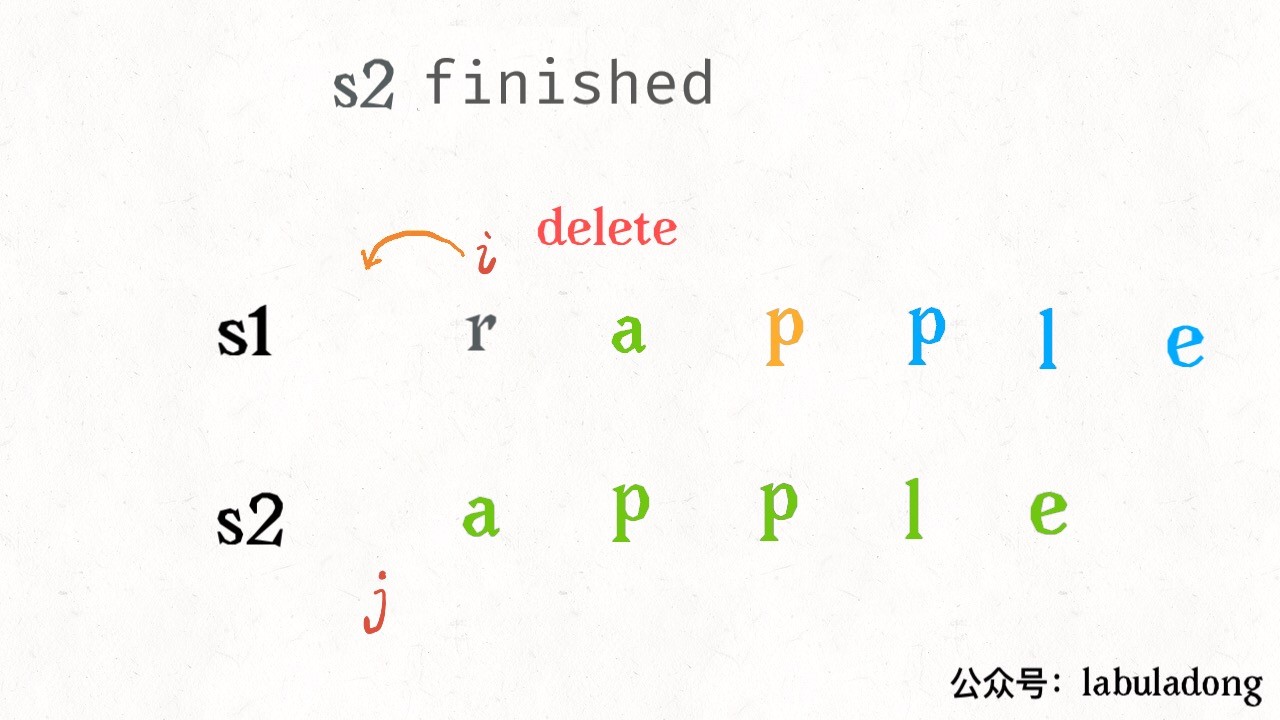 s2 finished
i delete
s1 r a p p l e
s2 a p p l e
j
公众号：labuladong